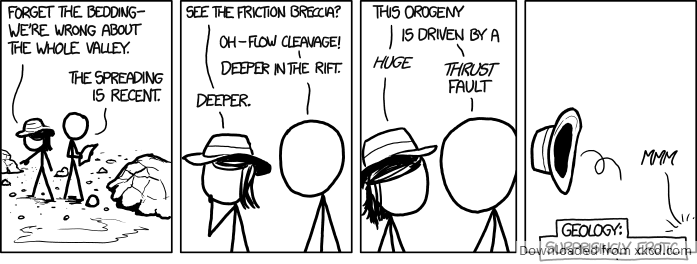 FORGET THE BEDDING–
WE'RE WRONG ABOUT
THE WHOLE VALLEY.
THE SPREADING
IS RECENT.
SEE THE FRICTION BRECCIA?
OH–FLOW CLEAVAGE!
DEEPER IN THE RIFT.
DEEPER.
THIS OROGENY
IS DRIVEN BY A
HUGE
THRUST
FAULT
MMM
GEOLOGY:
SURPRISINGLY EROTIC
Downloaded from xkcd.com